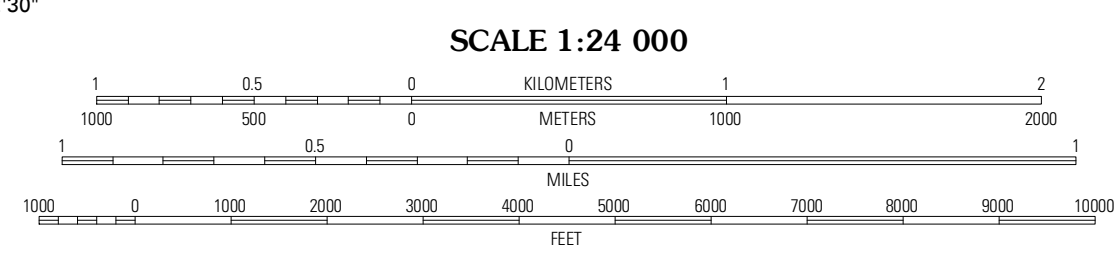 '30"
SCALE 1:24 000
1 0.5 0 KILOMETERS 1 2
1000 500 0 METERS 1000 2000
1 0.5 0 1
MILES
1000 0 1000 2000 3000 4000 5000 6000 7000 8000 9000 10000
FEET